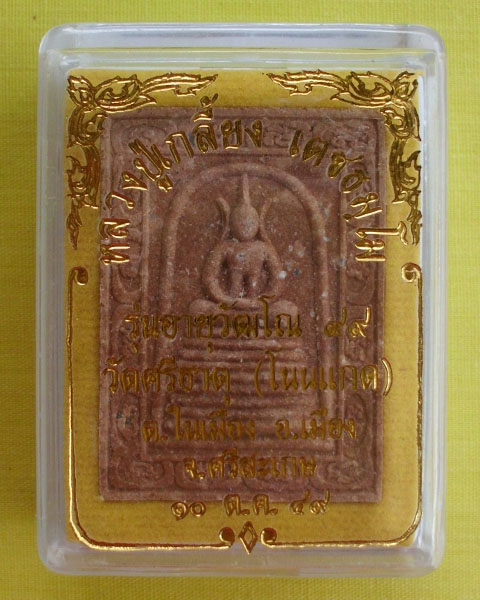 หลวงปู่เกลี้ยง เตชธมฺโม
รุ่นอายุวัฒโณ ๙๙
วัดศรีธาตุ (โนนแกด)
ต.ในเมือง อ.เมือง
จ.ศรีสะเกษ
๑๐ ต.ค. ๔๙